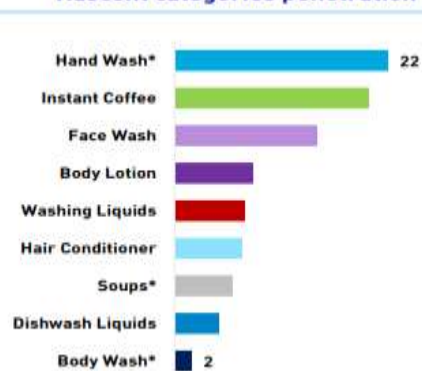 Hand Wash* 22
Instant Coffee
Face Wash
Body Lotion
Washing Liquids
Hair Conditioner
Soups*
Dishwash Liquids
Body Wash* 2